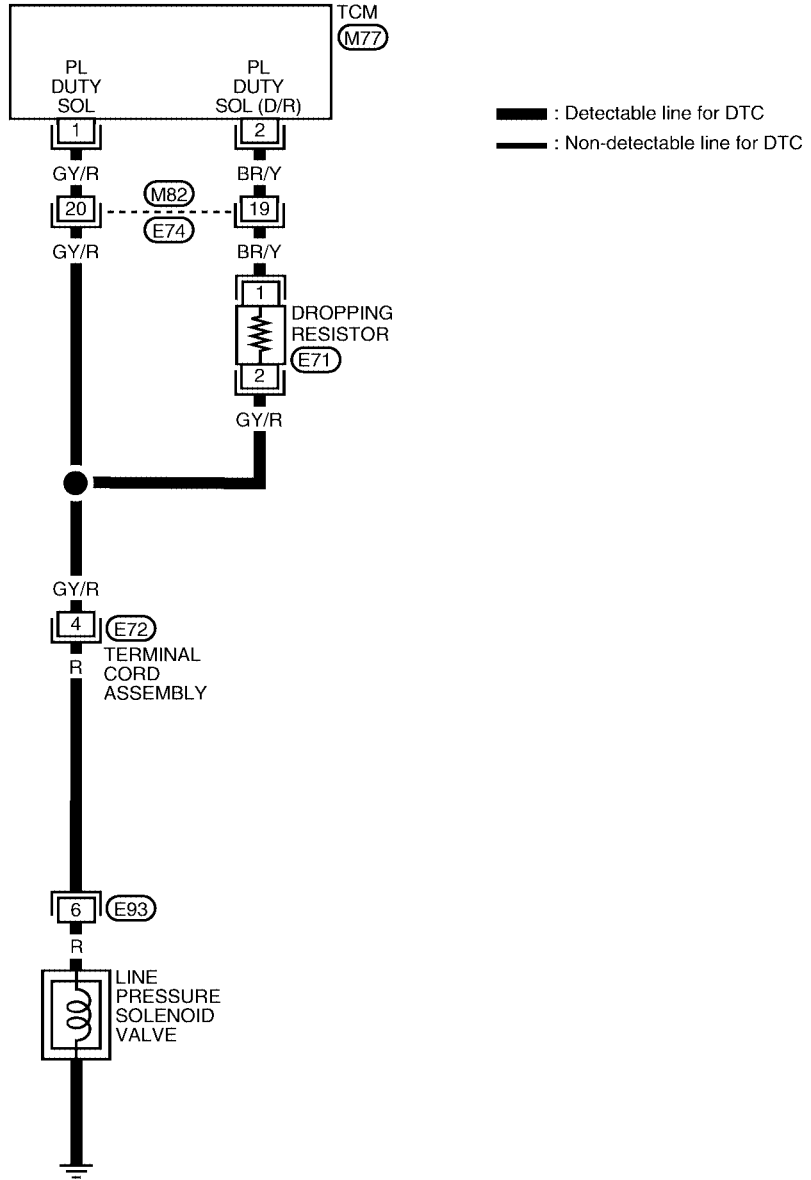 TCM
M77
PL
DUTY
SOL
PL
DUTY
SOL (D/R)
1
2
: Detectable line for DTC
: Non-detectable line for DTC
GY/R
BR/Y
M82
20
19
E74
GY/R
BR/Y
1
DROPPING
RESISTOR
E71
2
GY/R
GY/R
4
E72
TERMINAL
CORD
ASSEMBLY
R
6
E93
R
LINE
PRESSURE
SOLENOID
VALVE